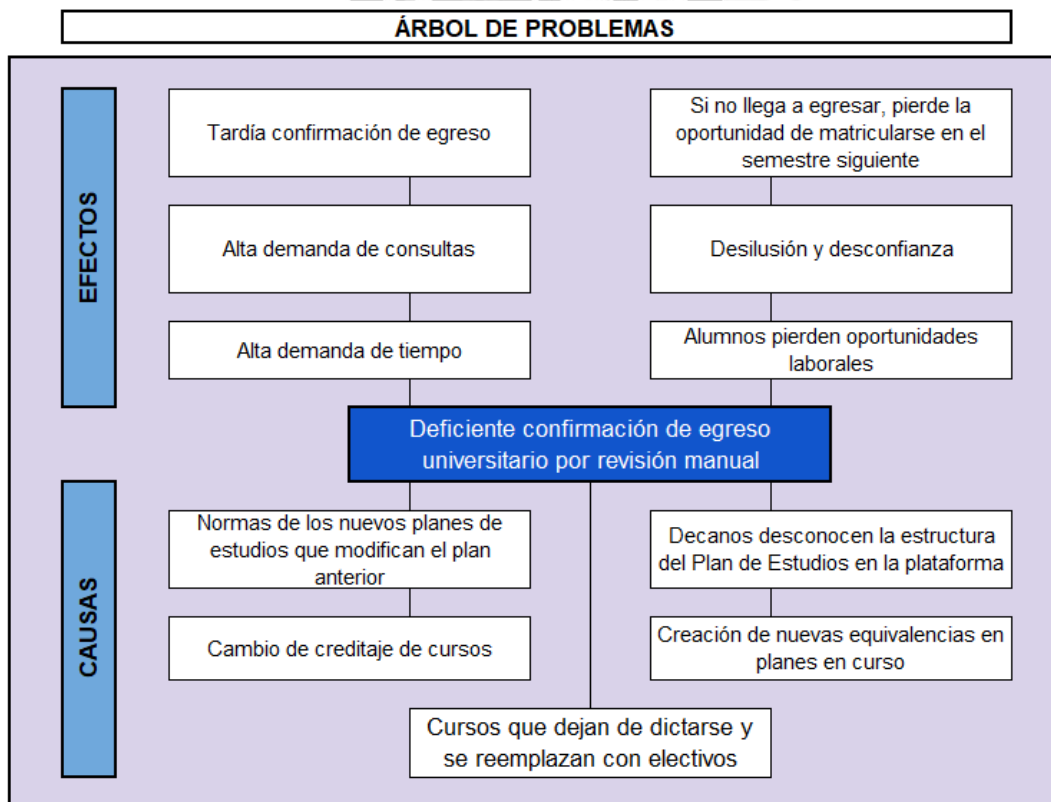 ÁRBOL DE PROBLEMAS
EFECTOS
Tardía confirmación de egreso
Alta demanda de consultas
Alta demanda de tiempo
Si no llega a egresar, pierde la
oportunidad de matricularse en el
semestre siguiente
Desilusión y desconfianza
Alumnos pierden oportunidades
laborales
Deficiente confirmación de egreso
universitario por revisión manual
CAUSAS
Normas de los nuevos planes de
estudios que modifican el plan
anterior
Cambio de creditaje de cursos
Decanos desconocen la estructura
del Plan de Estudios en la plataforma
Creación de nuevas equivalencias en
planes en curso
Cursos que dejan de dictarse y
se reemplazan con electivos